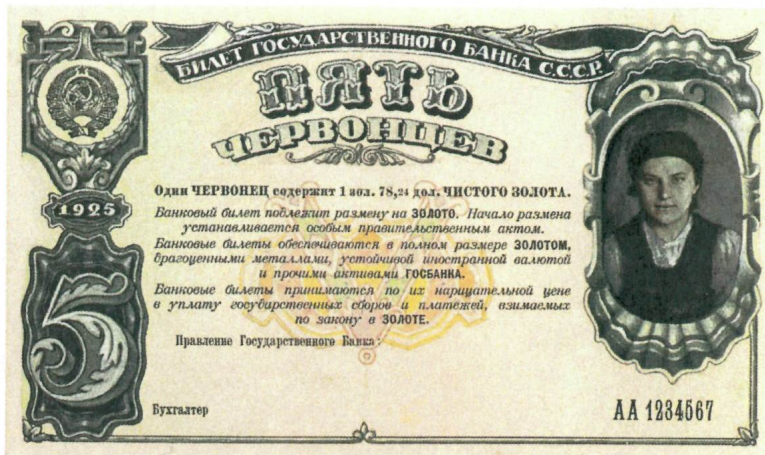 БИЛЕТ ГОСУДАРСТВЕННОГО БАНКА С.С.С.Р.
ПЯТЬ
ЧЕРВОНЦЕВ
Один ЧЕРВОНЕЦ содержит 1 зол. 78,24 дол. ЧИСТОГО ЗОЛОТА.
1925
Банковый билет подлежит размену на ЗОЛОТО. Начало размена
устанавливается особым правительственным актом.
Банковые билеты обеспечиваются в полном размере ЗОЛОТОМ,
драгоценными металлами, устойчивой иностранной валютой
и прочими активами ГОСБАНКА.
Банковые билеты принимаются по их нарицательной цене
в уплату государственных сборов и платежей, взимаемых
по закону в ЗОЛОТЕ.
Правление Государственного Банка:
5
Бухгалтер
АА 1234567